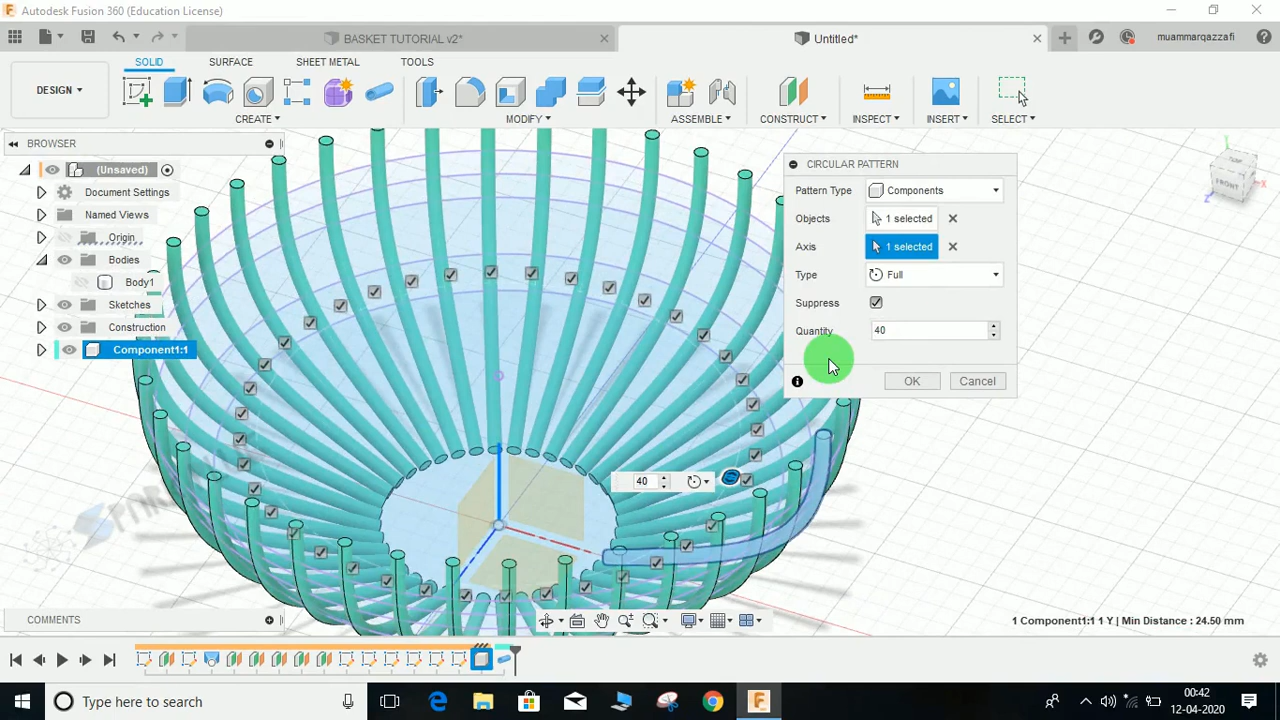 Autodesk Fusion 360 (Education License)
BASKET TUTORIAL v2*
Untitled*
muammarqazzafi
DESIGN
SOLID
SURFACE
SHEET METAL
TOOLS
CREATE
MODIFY
ASSEMBLE
CONSTRUCT
INSPECT
INSERT
SELECT
BROWSER
(Unsaved)
Document Settings
Named Views
Origin
Bodies
Body1
Sketches
Construction
Component1:1
CIRCULAR PATTERN
Pattern Type
Components
Objects
1 selected
Axis
1 selected
Type
Full
Suppress
Quantity
40
OK
Cancel
TOP
FRONT
Y
X
Z
40
COMMENTS
1 Component1:1 1 Y | Min Distance : 24.50 mm
Type here to search
00:42
12-04-2020